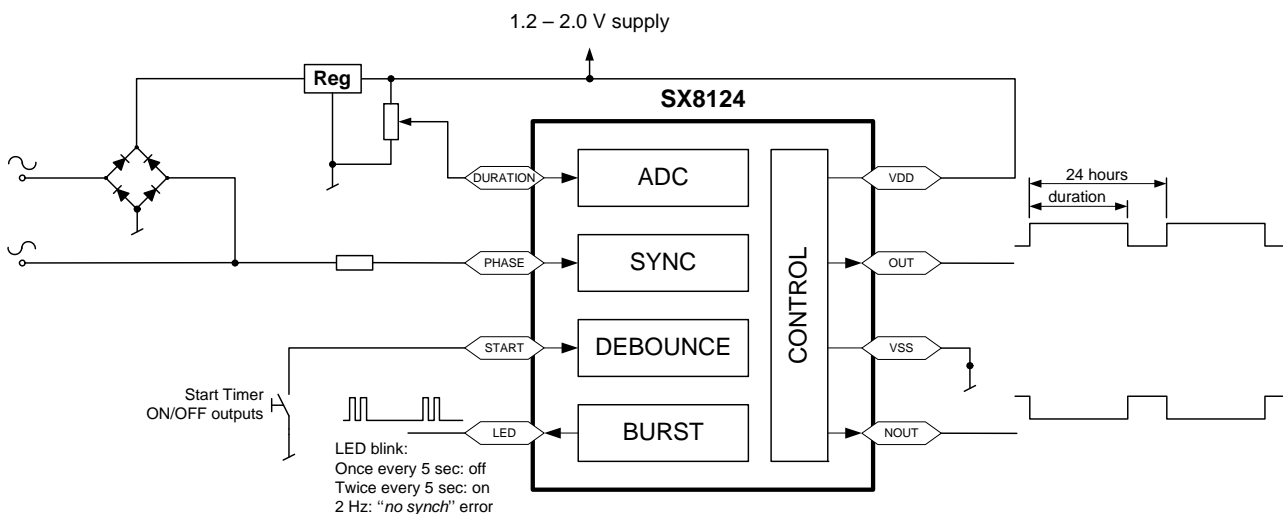 1.2 – 2.0 V supply
Reg
SX8124
DURATION
ADC
VDD
24 hours
duration
PHASE
SYNC
CONTROL
OUT
START
DEBOUNCE
VSS
Start Timer
ON/OFF outputs
LED
BURST
NOUT
LED blink:
Once every 5 sec: off
Twice every 5 sec: on
2 Hz: “no synch” error